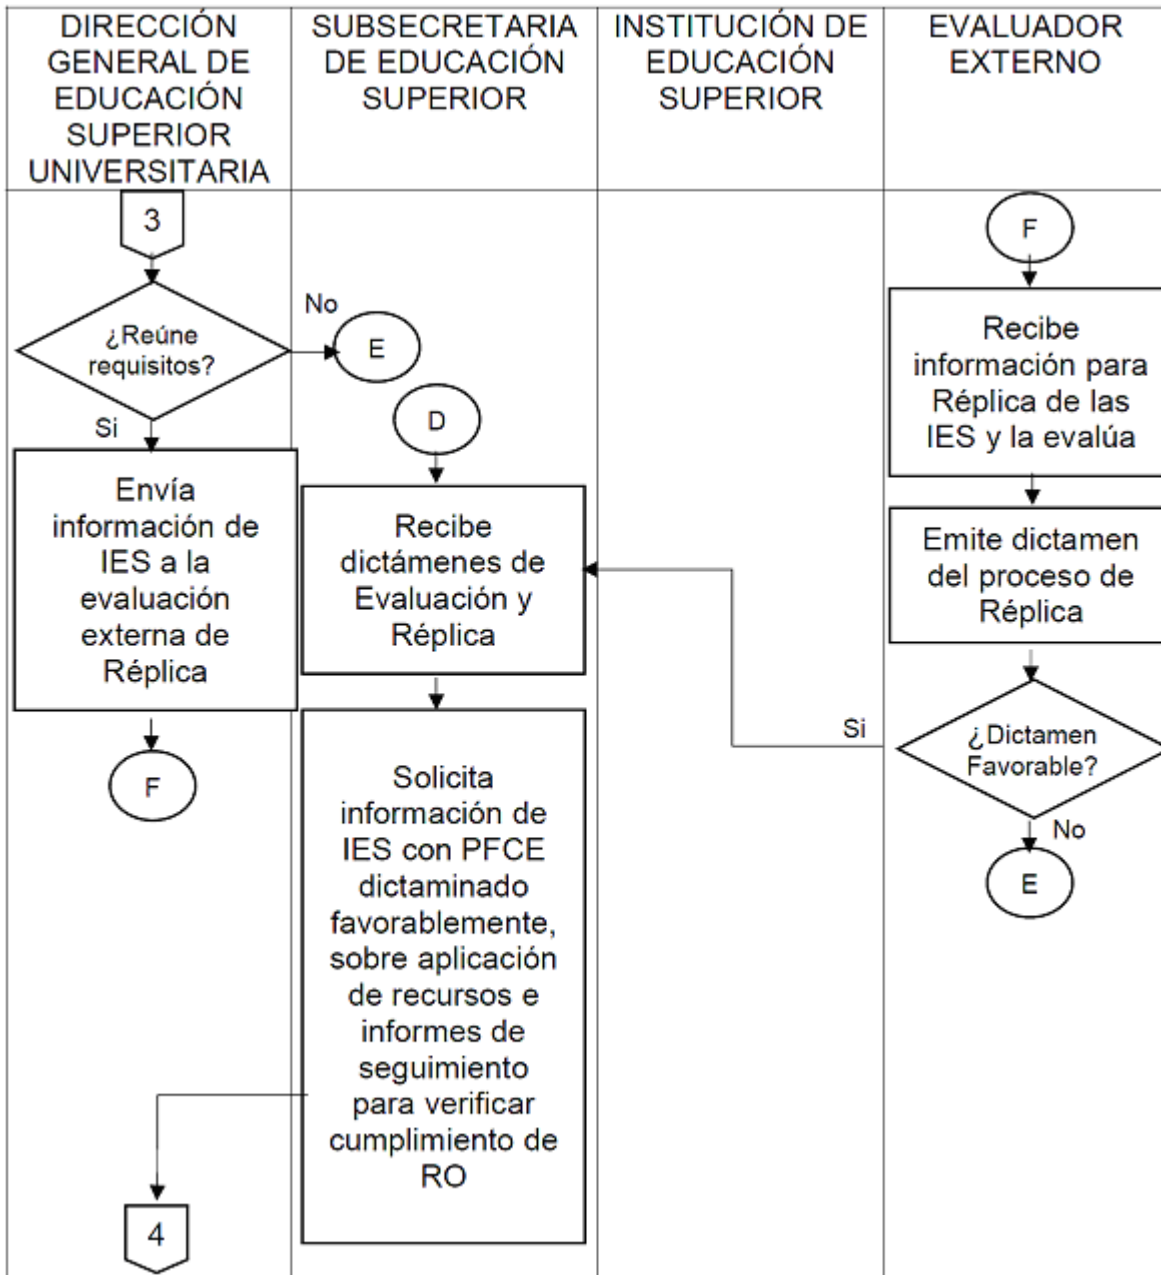 DIRECCIÓN
GENERAL DE
EDUCACIÓN
SUPERIOR
UNIVERSITARIA
SUBSECRETARIA
DE EDUCACIÓN
SUPERIOR
INSTITUCIÓN DE
EDUCACIÓN
SUPERIOR
EVALUADOR
EXTERNO
3
¿Reúne
requisitos?
No
E
Si
Envía
información de
IES a la
evaluación
externa de
Réplica
F
D
Recibe
dictámenes de
Evaluación y
Réplica
Solicita
información de
IES con PFCE
dictaminado
favorablemente,
sobre aplicación
de recursos e
informes de
seguimiento
para verificar
cumplimiento de
RO
4
F
Recibe
información para
Réplica de las
IES y la evalúa
Emite dictamen
del proceso de
Réplica
¿Dictamen
Favorable?
Si
No
E